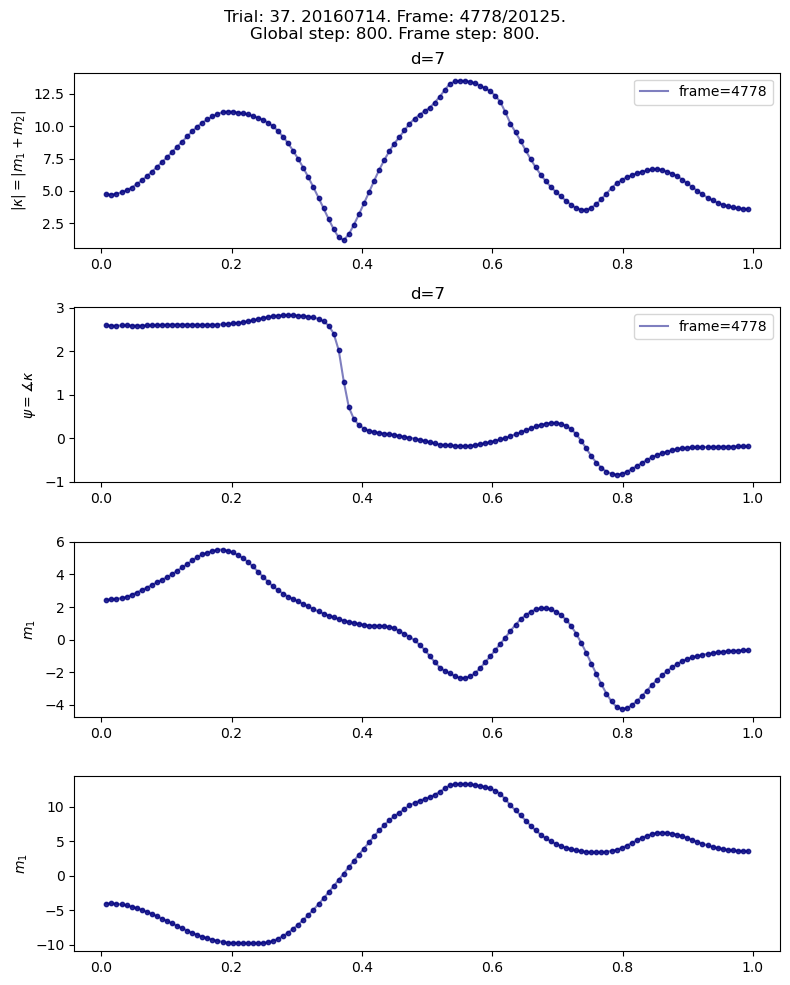 Trial: 37. 20160714. Frame: 4778/20125.
Global step: 800. Frame step: 800.
d=7
|κ| = |m₁ + m₂|
12.5
10.0
7.5
5.0
2.5
frame=4778
0.0 0.2 0.4 0.6 0.8 1.0
d=7
ψ = ∡κ
3
2
1
0
−1
frame=4778
0.0 0.2 0.4 0.6 0.8 1.0
m₁
6
4
2
0
−2
−4
0.0 0.2 0.4 0.6 0.8 1.0
m₁
10
5
0
−5
−10
0.0 0.2 0.4 0.6 0.8 1.0